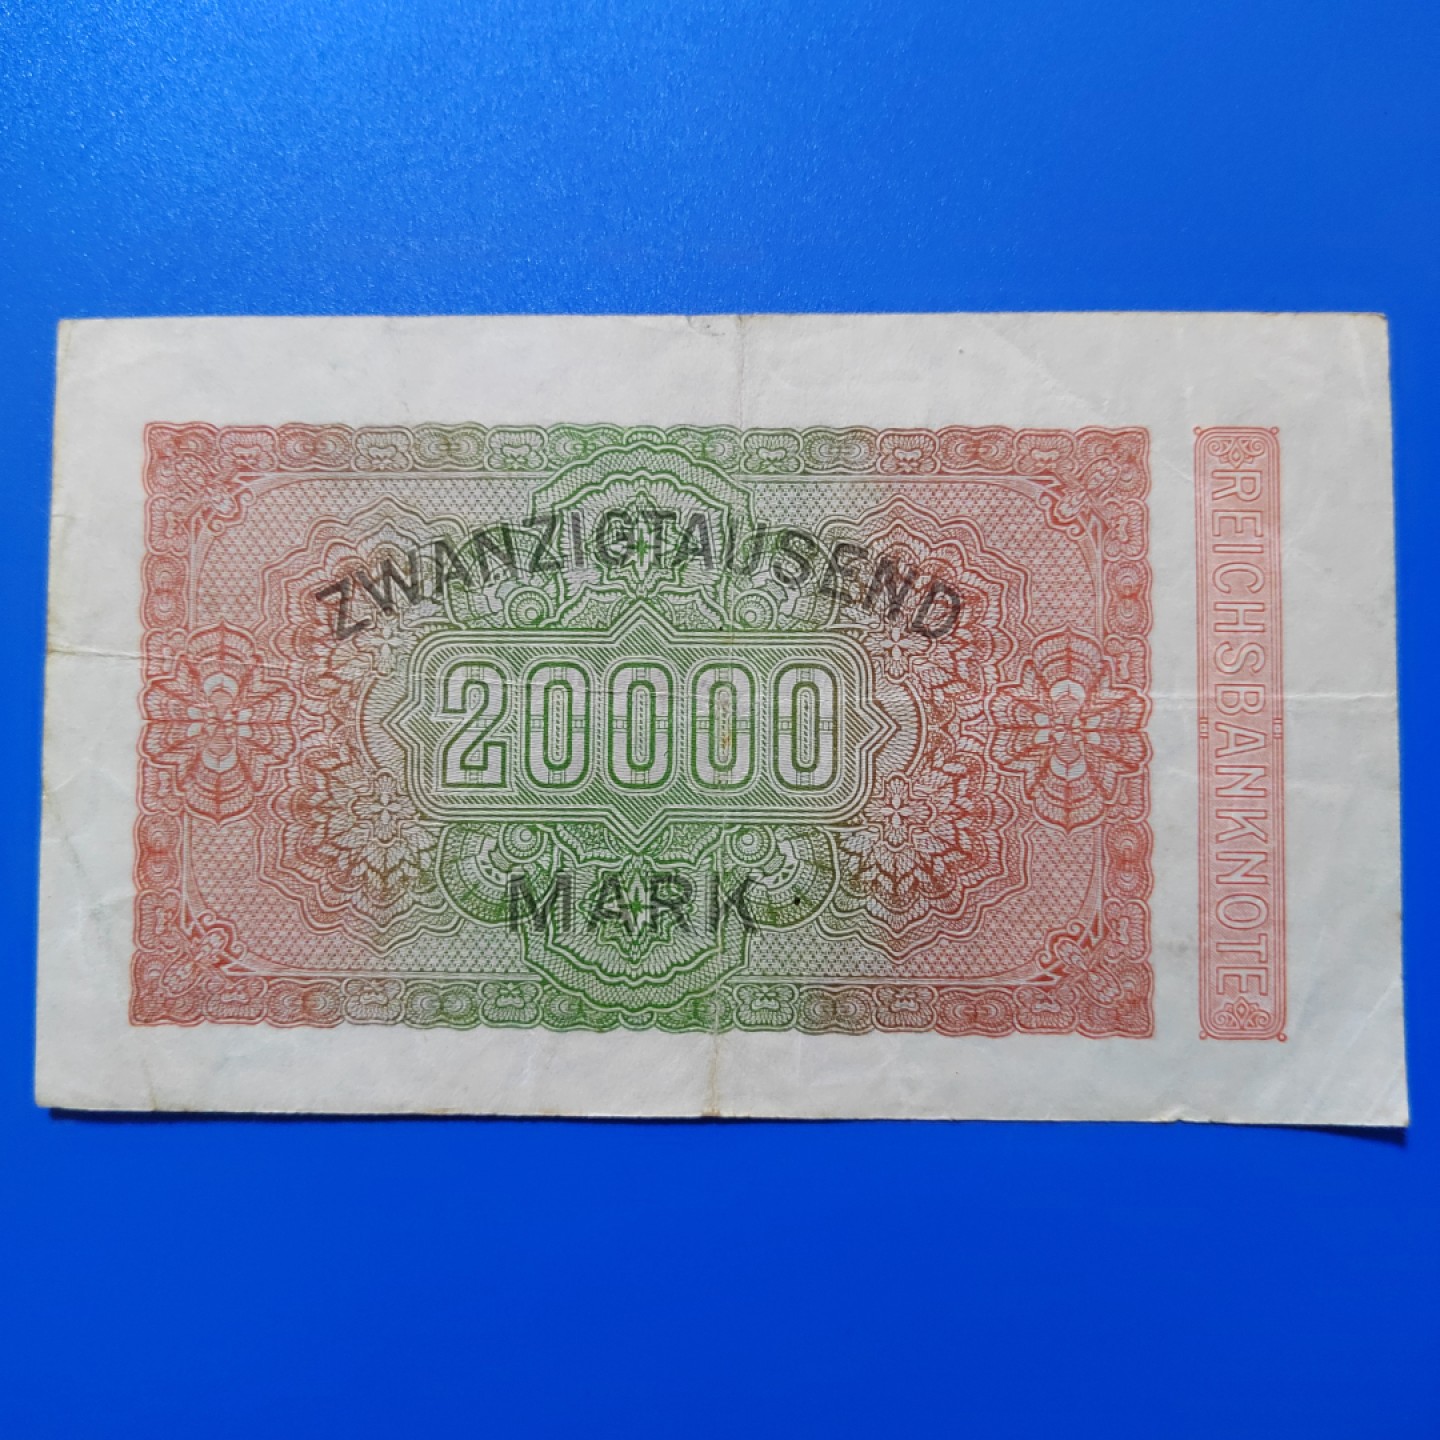 ZWANZIGTAUSEND
20000
MARK
REICHSBANKNOTE